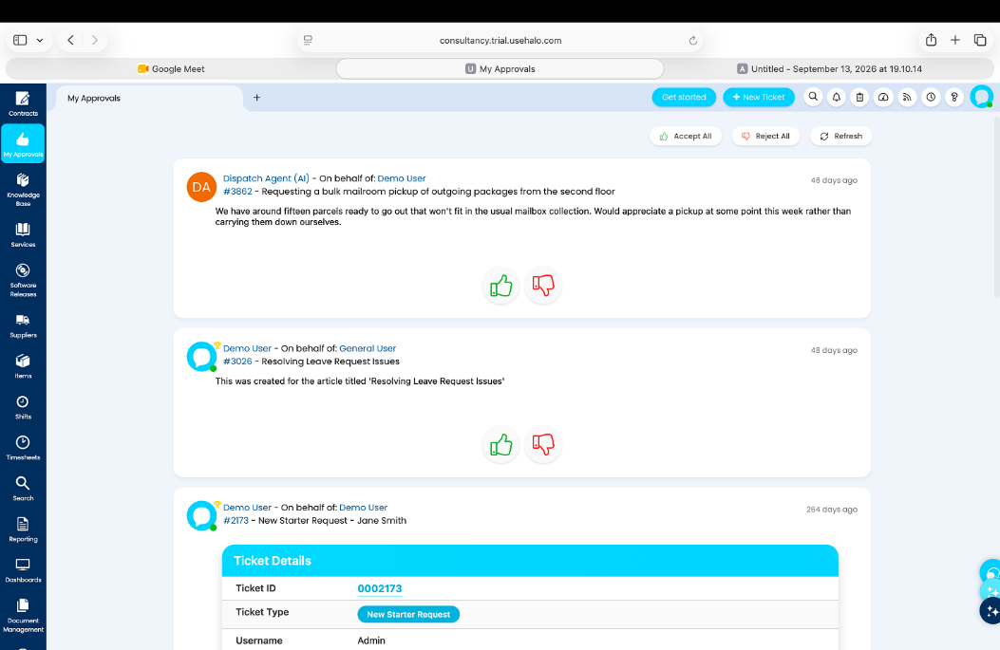 consultancy.trial.usehalo.com
Google Meet
U My Approvals
A Untitled - September 13, 2026 at 19.10.14
Contracts
My Approvals
Knowledge
Base
Services
Software
Releases
Suppliers
Items
Shifts
Timesheets
Search
Reporting
Dashboards
Document
Management
My Approvals
+
Get started
+ New Ticket
Accept All
Reject All
Refresh
DA
Dispatch Agent (AI) - On behalf of: Demo User
46 days ago
#3862 - Requesting a bulk mailroom pickup of outgoing packages from the second floor
We have around fifteen parcels ready to go out that won't fit in the usual mailbox collection. Would appreciate a pickup at some point this week rather than
carrying them down ourselves.
Demo User - On behalf of: General User
48 days ago
#3026 - Resolving Leave Request Issues
This was created for the article titled 'Resolving Leave Request Issues'
Demo User - On behalf of: Demo User
264 days ago
#2173 - New Starter Request - Jane Smith
Ticket Details
Ticket ID 0002173
Ticket Type New Starter Request
Username Admin